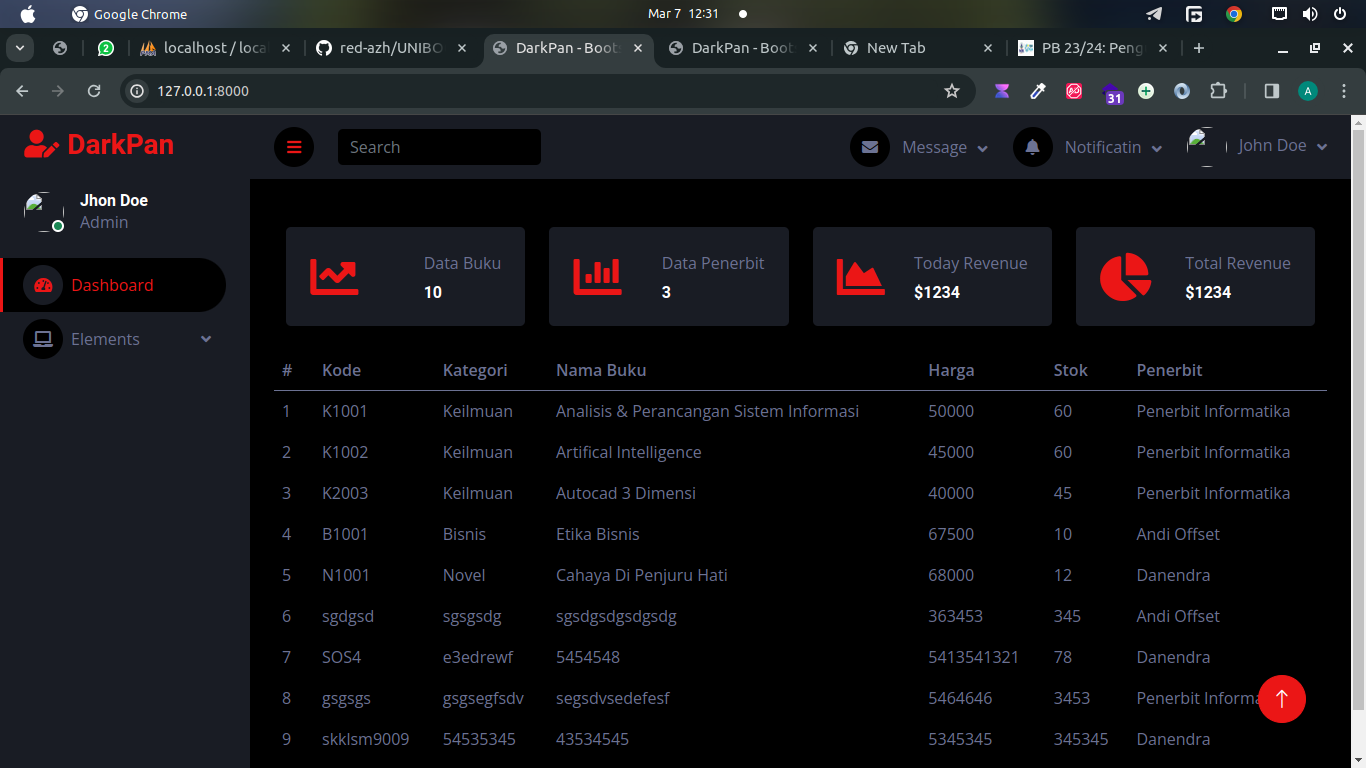 Google Chrome
Mar 7 12:31
2
localhost / loca
red-azh/UNIBO
DarkPan - Boots
DarkPan - Boots
New Tab
PB 23/24: Peng
127.0.0.1:8000
31
A
DarkPan
Search
Message
Notificatin
John Doe
Jhon Doe
Admin
Dashboard
Elements
Data Buku
10
Data Penerbit
3
Today Revenue
$1234
Total Revenue
$1234
# Kode Kategori Nama Buku Harga Stok Penerbit
1 K1001 Keilmuan Analisis & Perancangan Sistem Informasi 50000 60 Penerbit Informatika
2 K1002 Keilmuan Artifical Intelligence 45000 60 Penerbit Informatika
3 K2003 Keilmuan Autocad 3 Dimensi 40000 45 Penerbit Informatika
4 B1001 Bisnis Etika Bisnis 67500 10 Andi Offset
5 N1001 Novel Cahaya Di Penjuru Hati 68000 12 Danendra
6 sgdgsd sgsgsdg sgsdgsdgsdgsdg 363453 345 Andi Offset
7 SOS4 e3edrewf 5454548 5413541321 78 Danendra
8 gsgsgs gsgsegfsdv segsdvsedefesf 5464646 3453 Penerbit Informa
9 skklsm9009 54535345 43534545 5345345 345345 Danendra